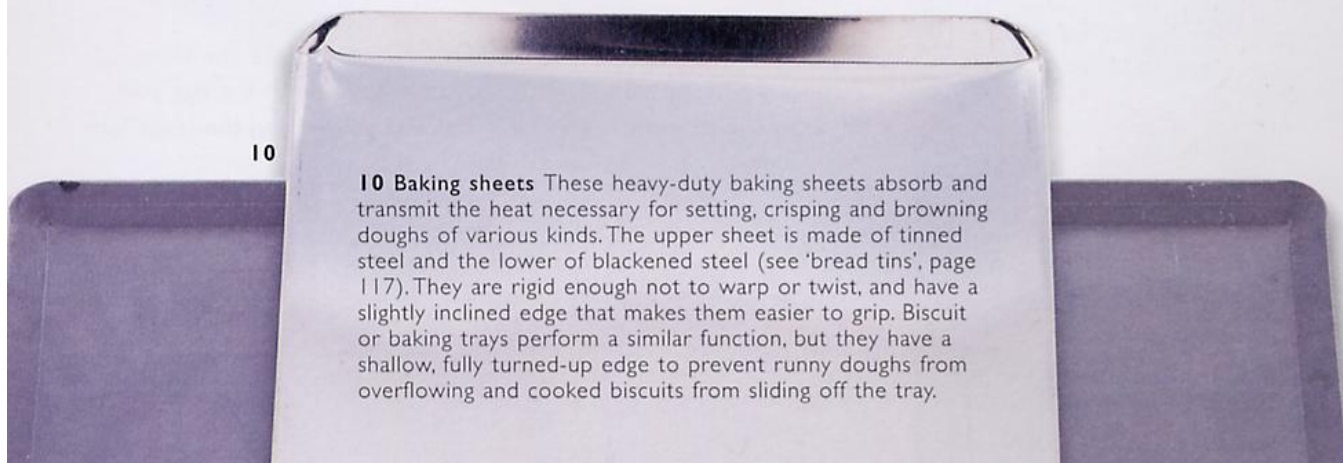 10
10 Baking sheets These heavy-duty baking sheets absorb and
transmit the heat necessary for setting, crisping and browning
doughs of various kinds. The upper sheet is made of tinned
steel and the lower of blackened steel (see ‘bread tins’, page
117). They are rigid enough not to warp or twist, and have a
slightly inclined edge that makes them easier to grip. Biscuit
or baking trays perform a similar function, but they have a
shallow, fully turned-up edge to prevent runny doughs from
overflowing and cooked biscuits from sliding off the tray.